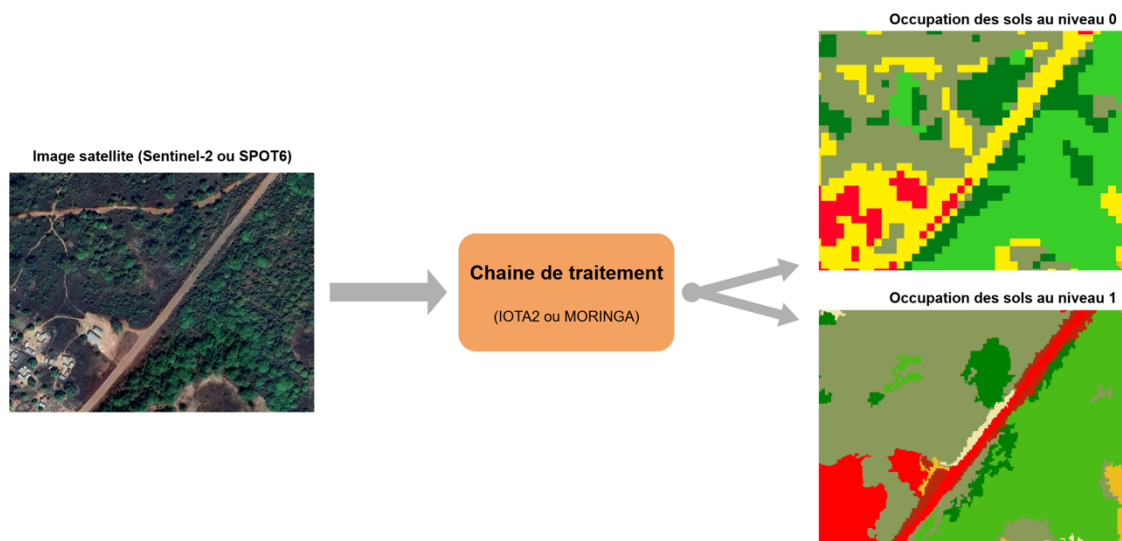 Image satellite (Sentinel-2 ou SPOT6)
Chaine de traitement
(IOTA2 ou MORINGA)
Occupation des sols au niveau 0
Occupation des sols au niveau 1